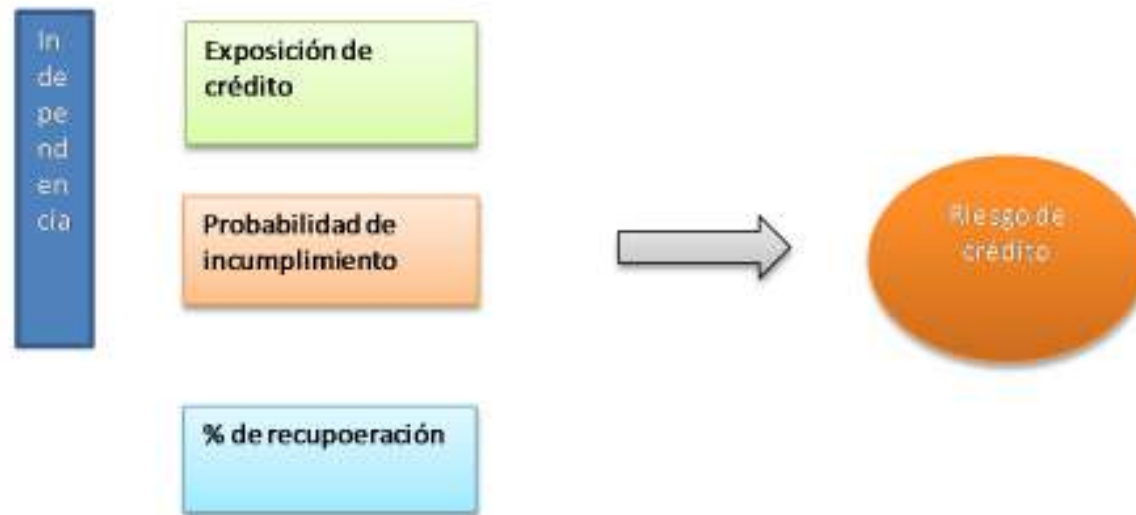 In
de
pe
nd
en
cia
Exposición de
crédito
Probabilidad de
incumplimiento
% de recupoeración
Riesgo de
crédito